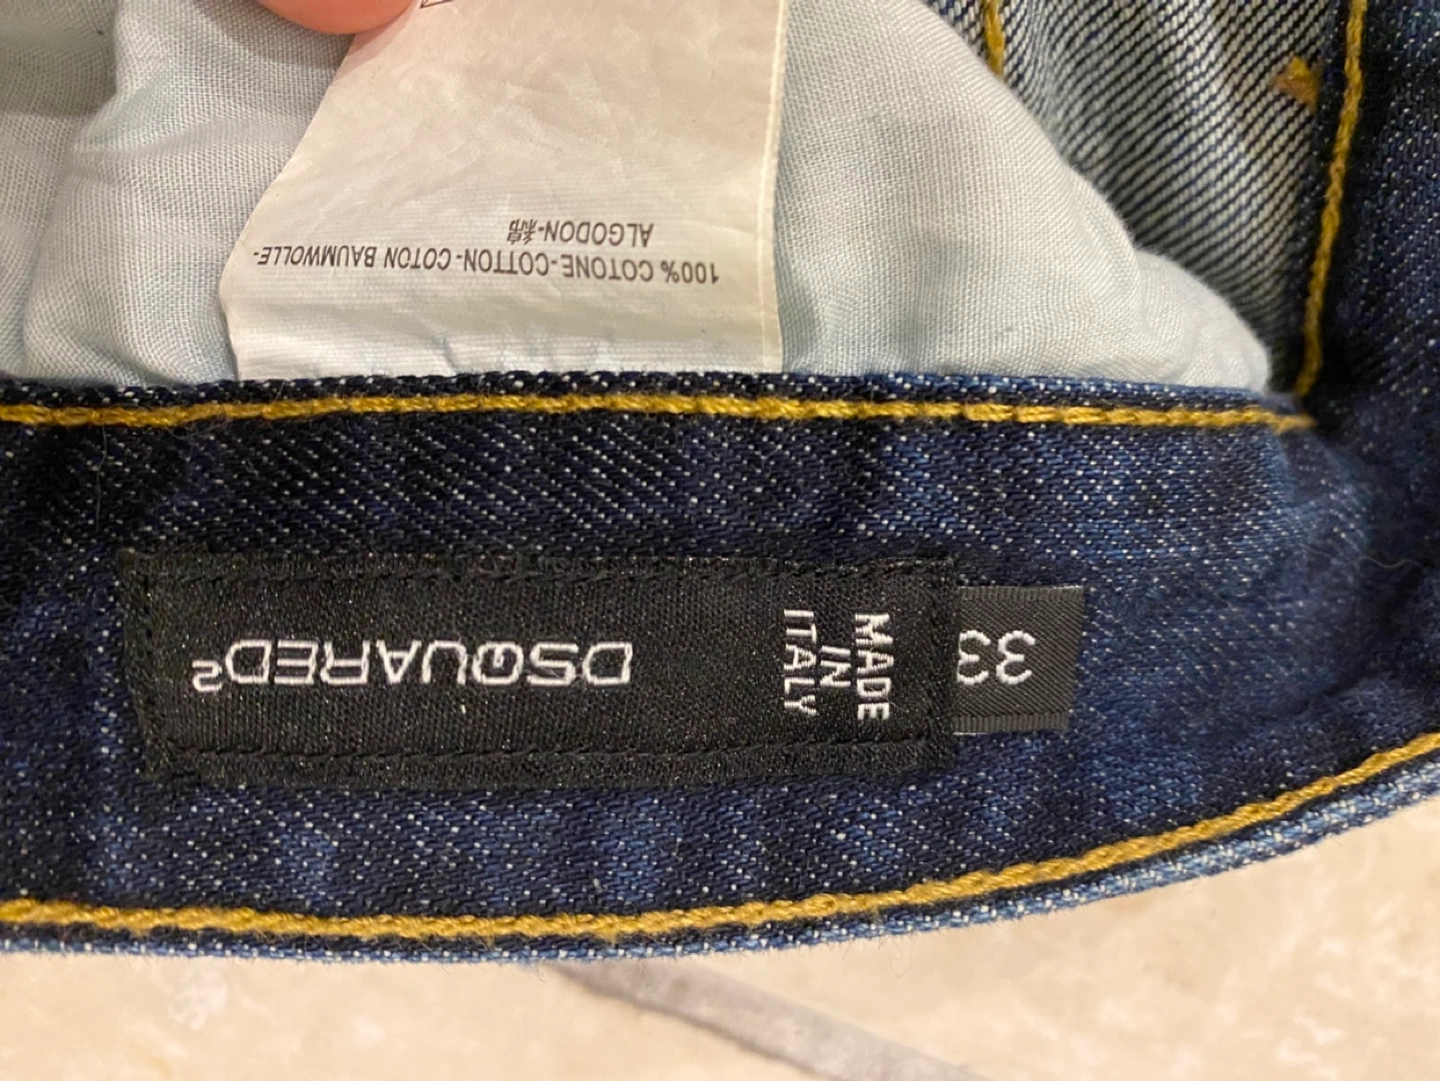 100% COTONE-COTTON-COTON BAUMWOLLE-
ALGODON-綿
DSQUARED2
MADE
IN
ITALY
33